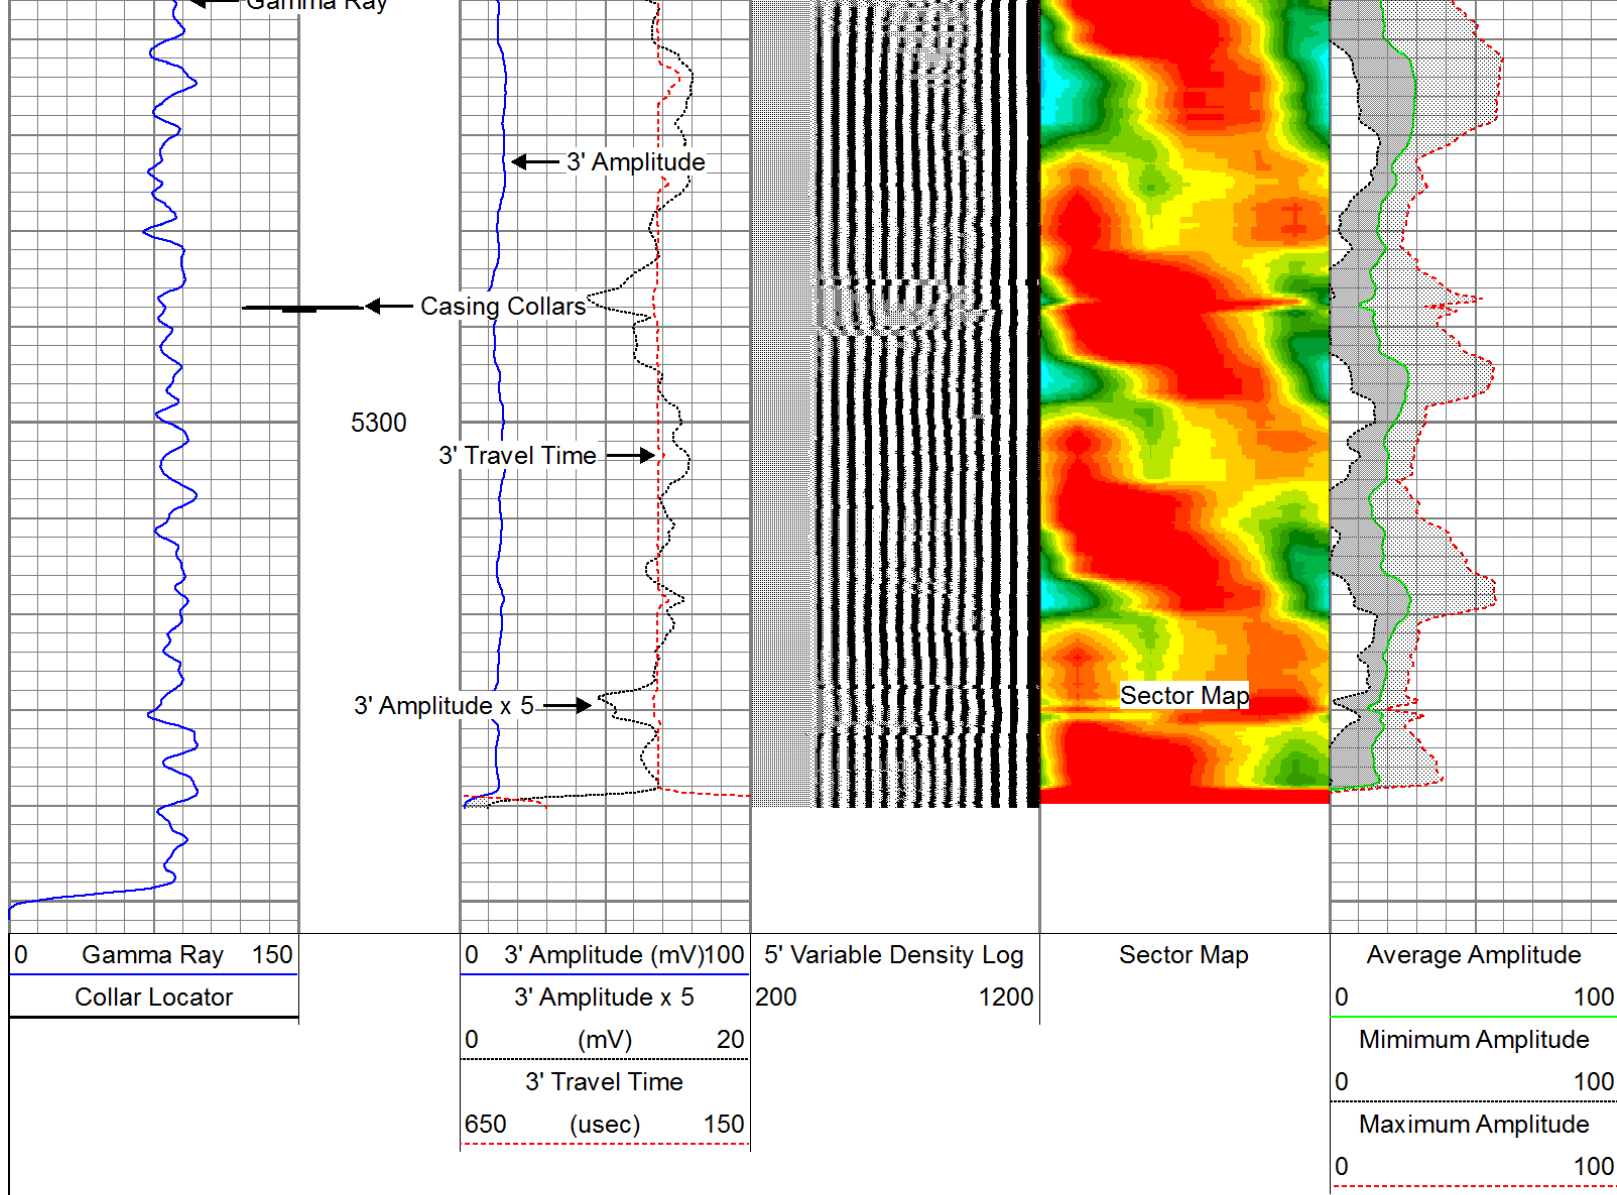 Gamma Ray
3' Amplitude
Casing Collars
5300
3' Travel Time
3' Amplitude x 5
Sector Map
0 Gamma Ray 150
Collar Locator
0 3' Amplitude (mV) 100
3' Amplitude x 5
0 (mV) 20
3' Travel Time
650 (usec) 150
5' Variable Density Log
200 1200
Sector Map
Average Amplitude
0 100
Mimimum Amplitude
0 100
Maximum Amplitude
0 100